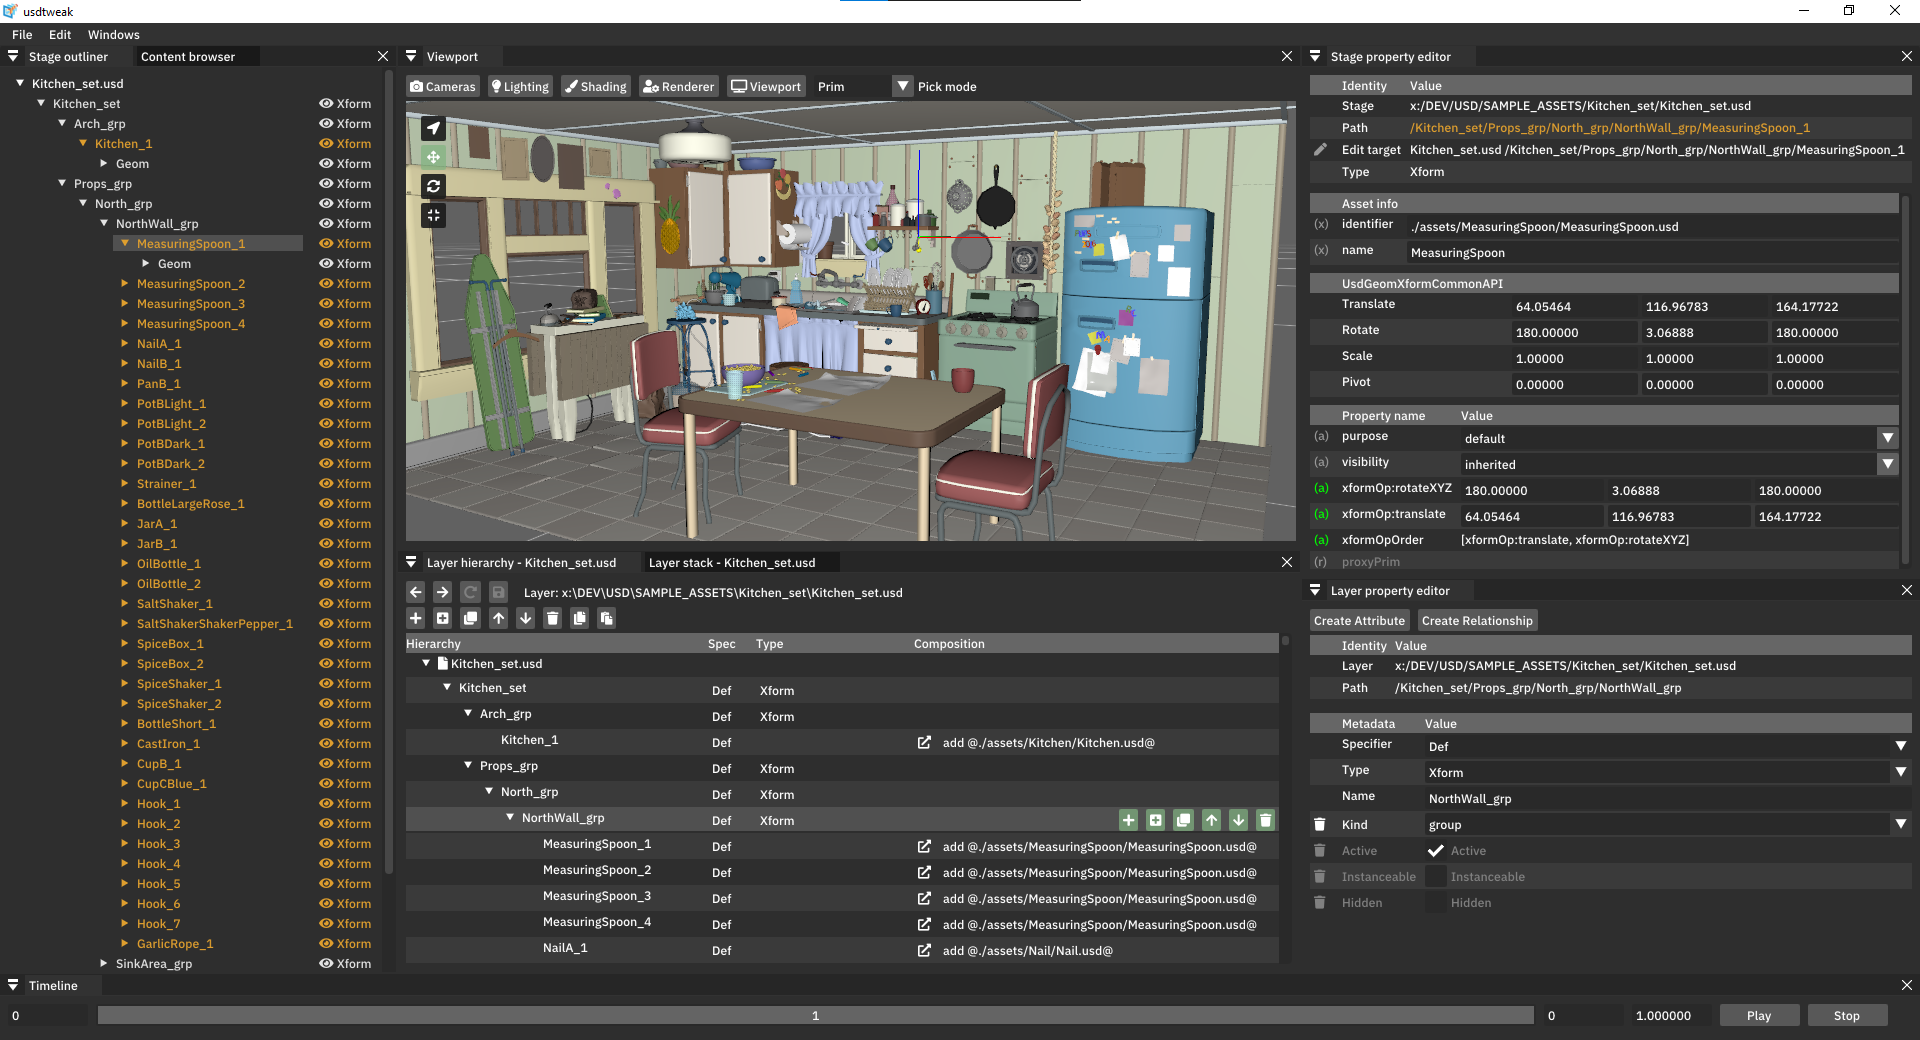 usdtweak
File Edit Windows
Stage outliner Content browser
Kitchen_set.usd
Kitchen_set Xform
Arch_grp Xform
Kitchen_1 Xform
Geom Xform
Props_grp Xform
North_grp Xform
NorthWall_grp Xform
MeasuringSpoon_1 Xform
Geom Xform
MeasuringSpoon_2 Xform
MeasuringSpoon_3 Xform
MeasuringSpoon_4 Xform
NailA_1 Xform
NailB_1 Xform
PanB_1 Xform
PotBLight_1 Xform
PotBLight_2 Xform
PotBDark_1 Xform
PotBDark_2 Xform
Strainer_1 Xform
BottleLargeRose_1 Xform
JarA_1 Xform
JarB_1 Xform
OilBottle_1 Xform
OilBottle_2 Xform
SaltShaker_1 Xform
SaltShakerShakerPepper_1 Xform
SpiceBox_1 Xform
SpiceBox_2 Xform
SpiceShaker_1 Xform
SpiceShaker_2 Xform
BottleShort_1 Xform
CastIron_1 Xform
CupB_1 Xform
CupCBlue_1 Xform
Hook_1 Xform
Hook_2 Xform
Hook_3 Xform
Hook_4 Xform
Hook_5 Xform
Hook_6 Xform
Hook_7 Xform
GarlicRope_1 Xform
SinkArea_grp Xform
Viewport
Cameras Lighting Shading Renderer Viewport Prim Pick mode
Layer hierarchy - Kitchen_set.usd Layer stack - Kitchen_set.usd
Layer: x:\DEV\USD\SAMPLE_ASSETS\Kitchen_set\Kitchen_set.usd
Hierarchy Spec Type Composition
Kitchen_set.usd
Kitchen_set Def Xform
Arch_grp Def Xform
Kitchen_1 Def add @./assets/Kitchen/Kitchen.usd@
Props_grp Def Xform
North_grp Def Xform
NorthWall_grp Def Xform
MeasuringSpoon_1 Def add @./assets/MeasuringSpoon/MeasuringSpoon.usd@
MeasuringSpoon_2 Def add @./assets/MeasuringSpoon/MeasuringSpoon.usd@
MeasuringSpoon_3 Def add @./assets/MeasuringSpoon/MeasuringSpoon.usd@
MeasuringSpoon_4 Def add @./assets/MeasuringSpoon/MeasuringSpoon.usd@
NailA_1 Def add @./assets/Nail/Nail.usd@
Stage property editor
Identity Value
Stage x:/DEV/USD/SAMPLE_ASSETS/Kitchen_set/Kitchen_set.usd
Path /Kitchen_set/Props_grp/North_grp/NorthWall_grp/MeasuringSpoon_1
Edit target Kitchen_set.usd /Kitchen_set/Props_grp/North_grp/NorthWall_grp/MeasuringSpoon_1
Type Xform
Asset info
(x) identifier ./assets/MeasuringSpoon/MeasuringSpoon.usd
(x) name MeasuringSpoon
UsdGeomXformCommonAPI
Translate 64.05464 116.96783 164.17722
Rotate 180.00000 3.06888 180.00000
Scale 1.00000 1.00000 1.00000
Pivot 0.00000 0.00000 0.00000
Property name Value
(a) purpose default
(a) visibility inherited
(a) xformOp:rotateXYZ 180.00000 3.06888 180.00000
(a) xformOp:translate 64.05464 116.96783 164.17722
(a) xformOpOrder [xformOp:translate, xformOp:rotateXYZ]
(r) proxyPrim
Layer property editor
Create Attribute Create Relationship
Identity Value
Layer x:/DEV/USD/SAMPLE_ASSETS/Kitchen_set/Kitchen_set.usd
Path /Kitchen_set/Props_grp/North_grp/NorthWall_grp
Metadata Value
Specifier Def
Type Xform
Name NorthWall_grp
Kind group
Active Active
Instanceable Instanceable
Hidden Hidden
Timeline
0 1 0 1.000000 Play Stop